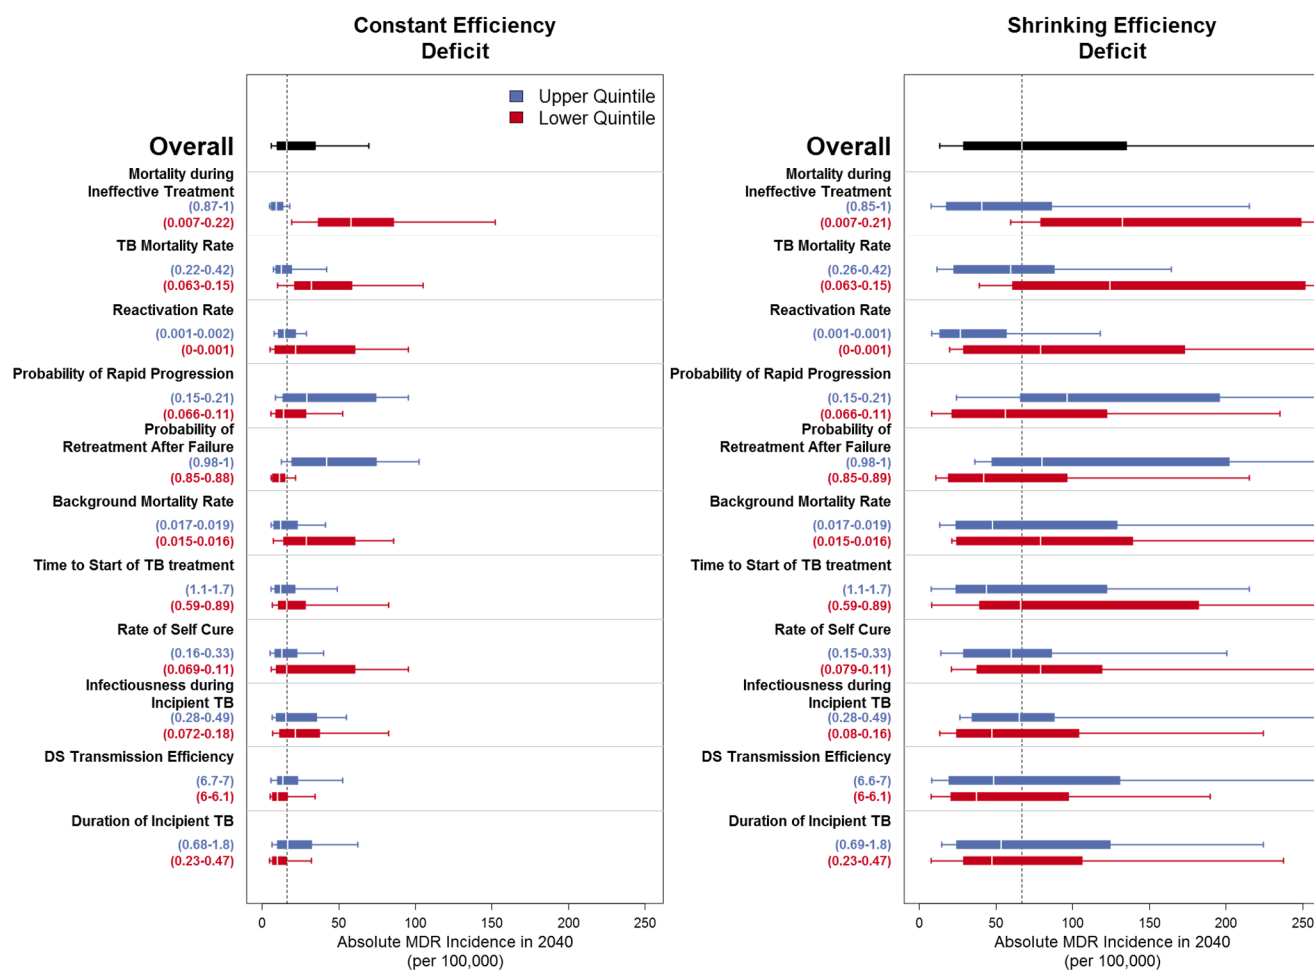 Constant Efficiency
Deficit
Upper Quintile
Lower Quintile
Overall
Mortality during
Ineffective Treatment
(0.87-1)
(0.007-0.22)
TB Mortality Rate
(0.22-0.42)
(0.063-0.15)
Reactivation Rate
(0.001-0.002)
(0-0.001)
Probability of Rapid Progression
(0.15-0.21)
(0.066-0.11)
Probability of
Retreatment After Failure
(0.98-1)
(0.85-0.88)
Background Mortality Rate
(0.017-0.019)
(0.015-0.016)
Time to Start of TB treatment
(1.1-1.7)
(0.59-0.89)
Rate of Self Cure
(0.16-0.33)
(0.069-0.11)
Infectiousness during
Incipient TB
(0.28-0.49)
(0.072-0.18)
DS Transmission Efficiency
(6.7-7)
(6-6.1)
Duration of Incipient TB
(0.68-1.8)
(0.23-0.47)
0 50 100 150 200 250
Absolute MDR Incidence in 2040
(per 100,000)
Shrinking Efficiency
Deficit
Overall
Mortality during
Ineffective Treatment
(0.85-1)
(0.007-0.21)
TB Mortality Rate
(0.26-0.42)
(0.063-0.15)
Reactivation Rate
(0.001-0.001)
(0-0.001)
Probability of Rapid Progression
(0.15-0.21)
(0.066-0.11)
Probability of
Retreatment After Failure
(0.98-1)
(0.85-0.89)
Background Mortality Rate
(0.017-0.019)
(0.015-0.016)
Time to Start of TB treatment
(1.1-1.7)
(0.59-0.89)
Rate of Self Cure
(0.15-0.33)
(0.079-0.11)
Infectiousness during
Incipient TB
(0.28-0.49)
(0.08-0.16)
DS Transmission Efficiency
(6.6-7)
(6-6.1)
Duration of Incipient TB
(0.69-1.8)
(0.23-0.47)
0 50 100 150 200 250
Absolute MDR Incidence in 2040
(per 100,000)